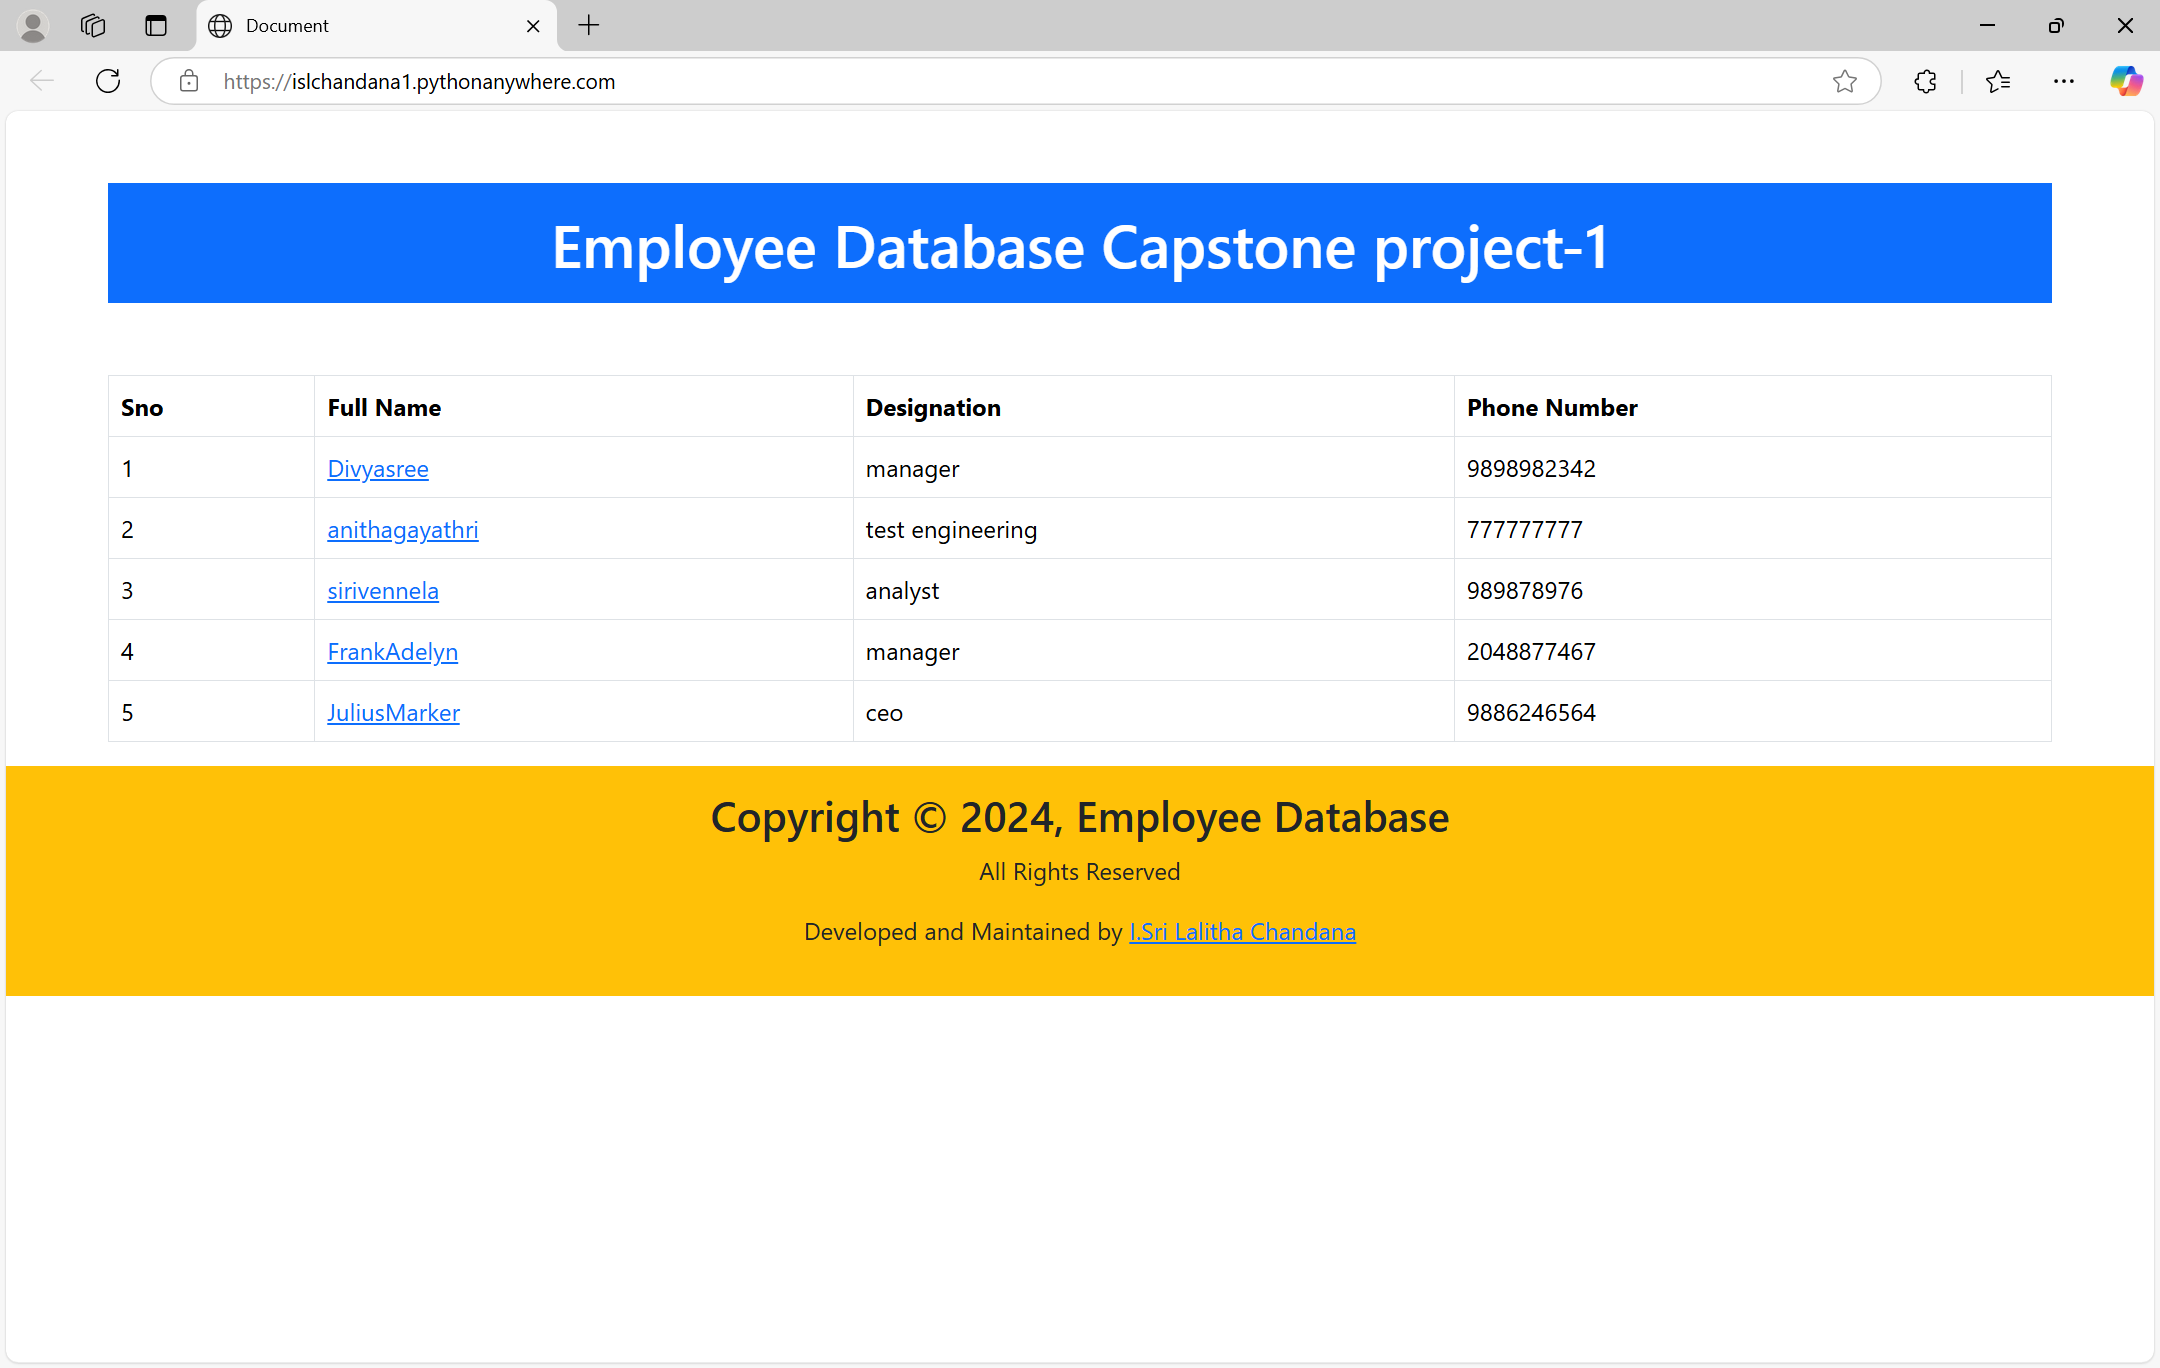 Document
https://islchandana1.pythonanywhere.com
Employee Database Capstone project-1
Sno Full Name Designation Phone Number
1 Divyasree manager 9898982342
2 anithagayathri test engineering 777777777
3 sirivennela analyst 989878976
4 FrankAdelyn manager 2048877467
5 JuliusMarker ceo 9886246564
Copyright © 2024, Employee Database
All Rights Reserved
Developed and Maintained by I.Sri Lalitha Chandana